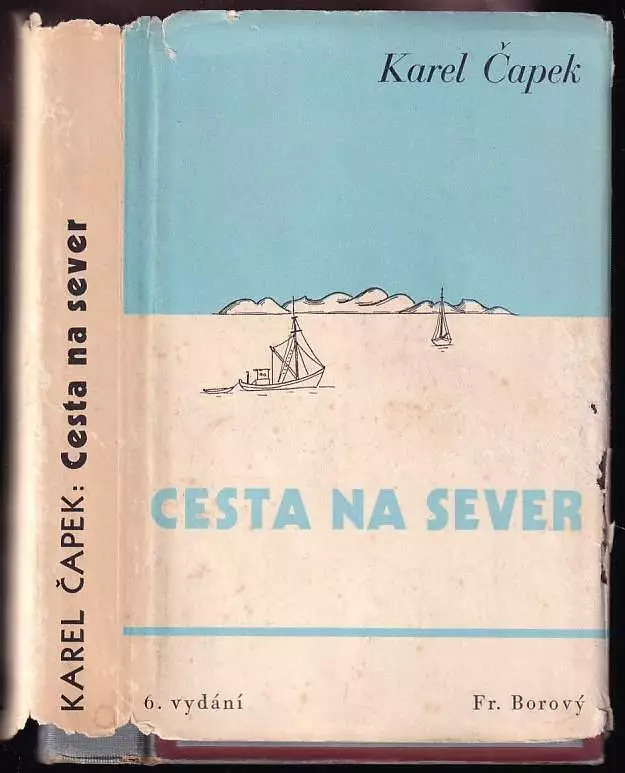 KAREL ČAPEK: Cesta na sever
Karel Čapek
CESTA NA SEVER
6. vydání
Fr. Borový